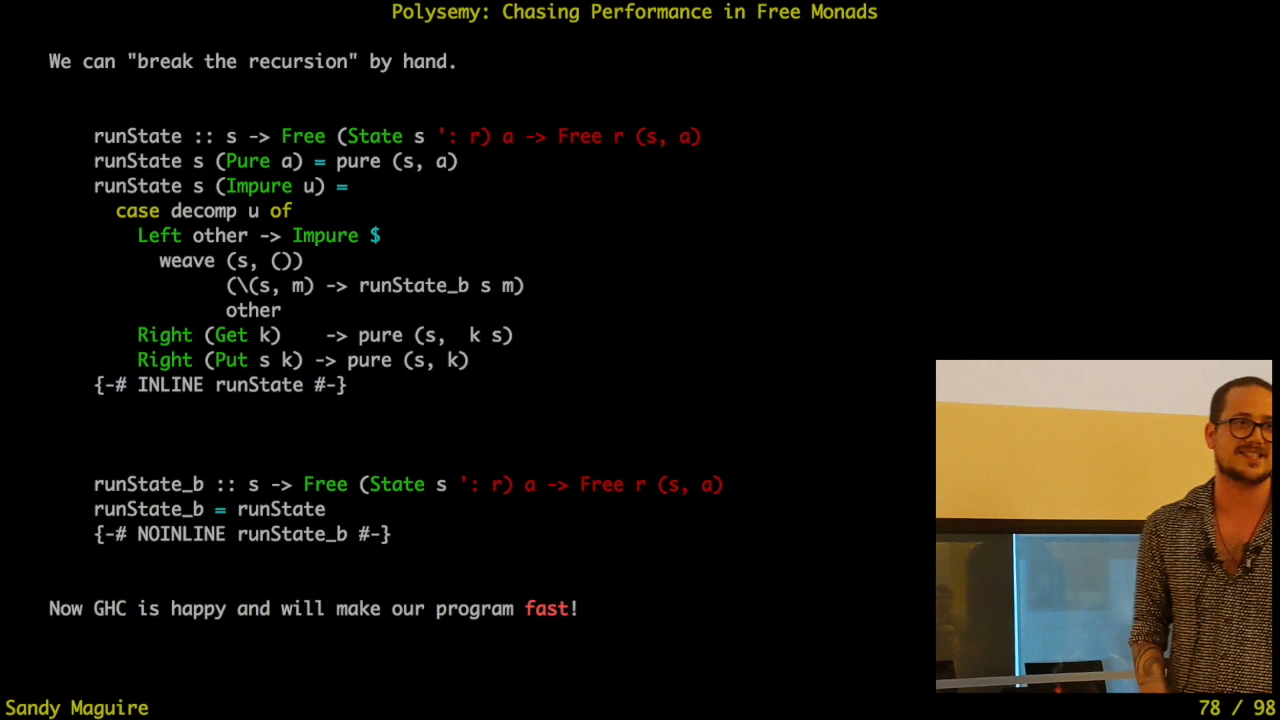 Polysemy: Chasing Performance in Free Monads
We can "break the recursion" by hand.
runState :: s -> Free (State s ': r) a -> Free r (s, a)
runState s (Pure a) = pure (s, a)
runState s (Impure u) =
  case decomp u of
    Left other -> Impure $
      weave (s, ())
            (\(s, m) -> runState_b s m)
            other
    Right (Get k)    -> pure (s,  k s)
    Right (Put s k) -> pure (s, k)
{-# INLINE runState #-}
runState_b :: s -> Free (State s ': r) a -> Free r (s, a)
runState_b = runState
{-# NOINLINE runState_b #-}
Now GHC is happy and will make our program fast!
Sandy Maguire
78 / 98